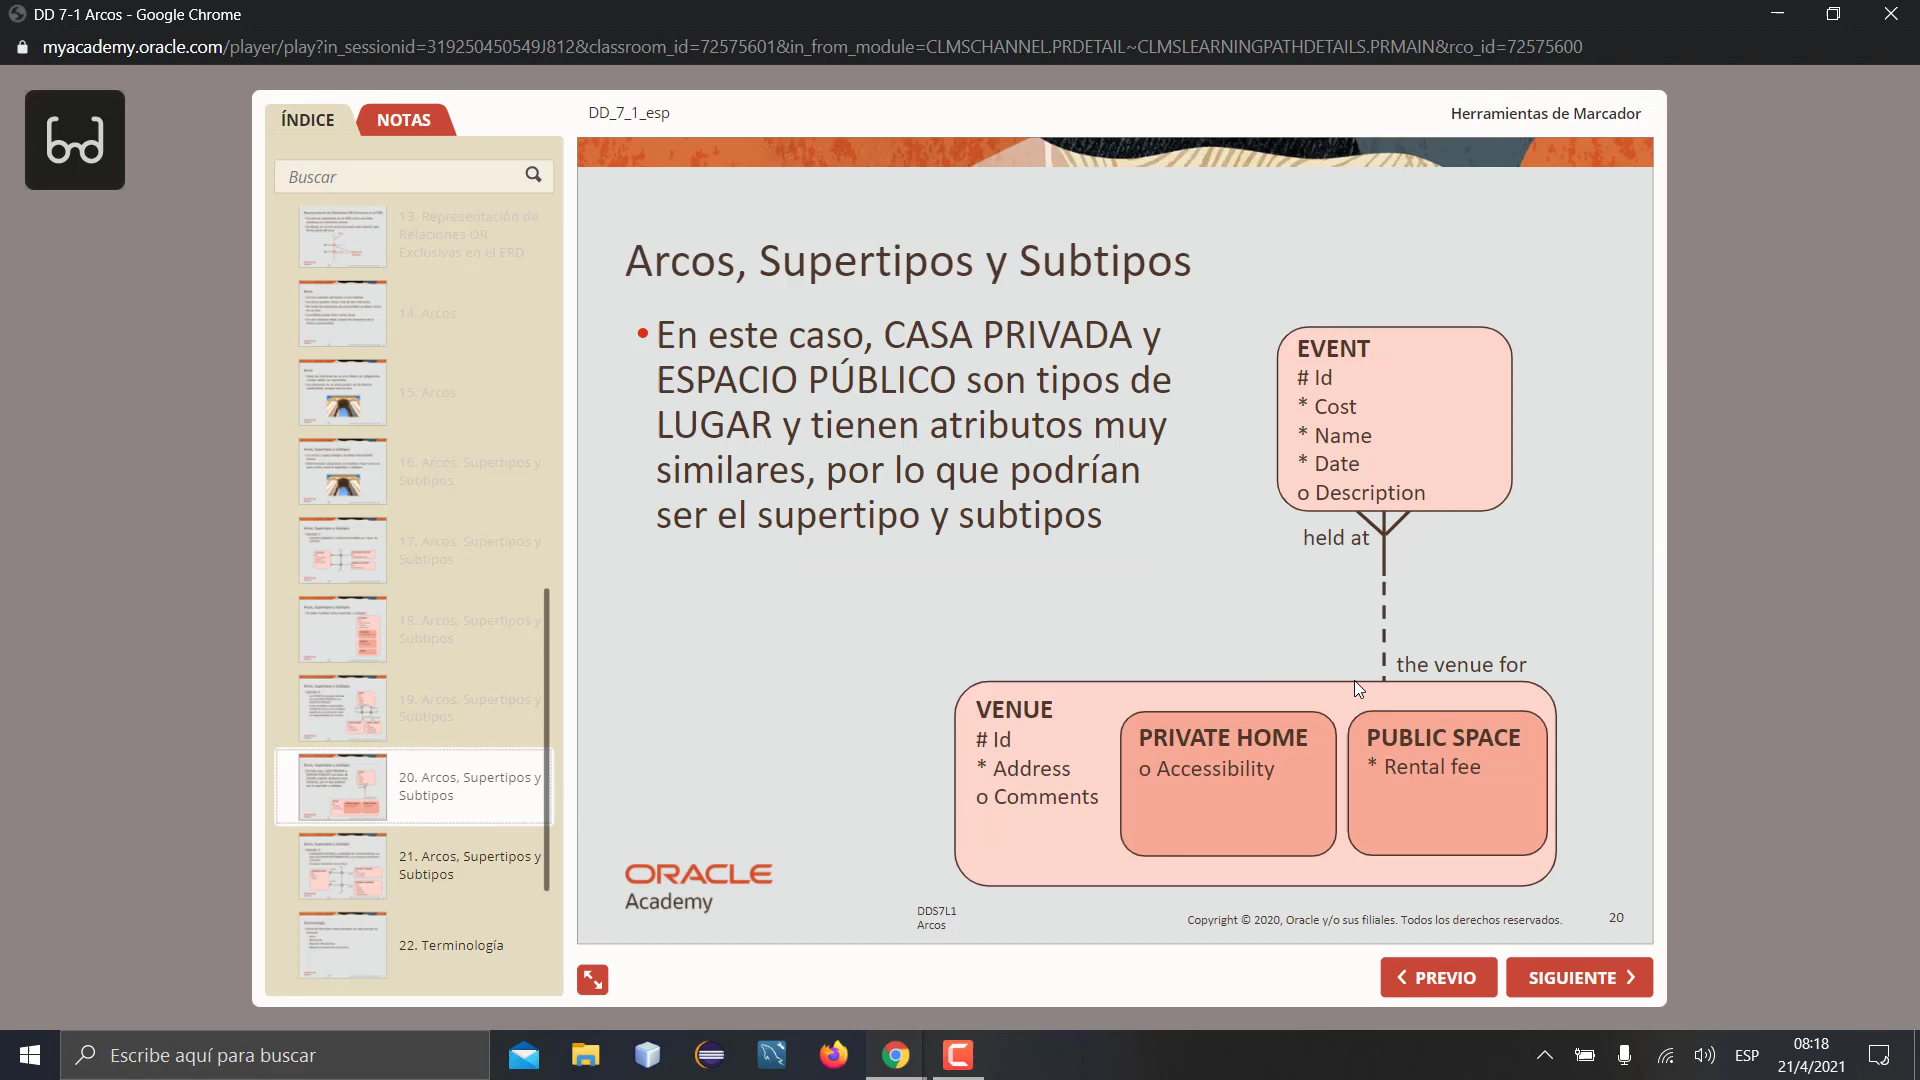 DD 7-1 Arcos - Google Chrome
myacademy.oracle.com/player/play?in_sessionid=319250450549J812&classroom_id=72575601&in_from_module=CLMSCHANNEL.PRDETAIL~CLMSLEARNINGPATHDETAILS.PRMAIN&rco_id=72575600
ÍNDICE
NOTAS
DD_7_1_esp
Herramientas de Marcador
Buscar
13. Representación de
Relaciones OR
Exclusivas en el ERD
14. Arcos
15. Arcos
16. Arcos, Supertipos y
Subtipos
17. Arcos, Supertipos y
Subtipos
18. Arcos, Supertipos y
Subtipos
19. Arcos, Supertipos y
Subtipos
20. Arcos, Supertipos y
Subtipos
21. Arcos, Supertipos y
Subtipos
22. Terminología
Arcos, Supertipos y Subtipos
• En este caso, CASA PRIVADA y
ESPACIO PÚBLICO son tipos de
LUGAR y tienen atributos muy
similares, por lo que podrían
ser el supertipo y subtipos
EVENT
# Id
* Cost
* Name
* Date
o Description
held at
the venue for
VENUE
# Id
* Address
o Comments
PRIVATE HOME
o Accessibility
PUBLIC SPACE
* Rental fee
ORACLE
Academy
DDS7L1
Arcos
Copyright © 2020, Oracle y/o sus filiales. Todos los derechos reservados.
20
PREVIO
SIGUIENTE
Escribe aquí para buscar
ESP
08:18
21/4/2021